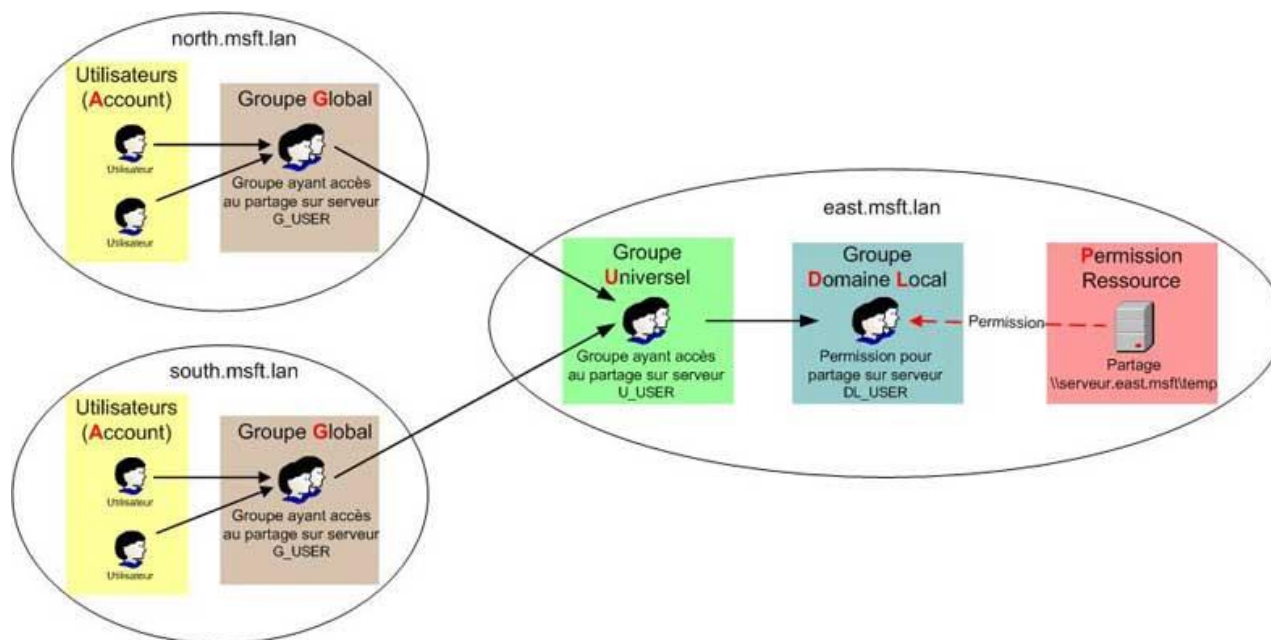 north.msft.lan
Utilisateurs
(Account)
Utilisateur
Utilisateur
Groupe Global
Groupe ayant accès
au partage sur serveur
G_USER
south.msft.lan
Utilisateurs
(Account)
Utilisateur
Utilisateur
Groupe Global
Groupe ayant accès
au partage sur serveur
G_USER
east.msft.lan
Groupe
Universel
Groupe ayant accès
au partage sur serveur
U_USER
Groupe
Domaine Local
Permission pour
partage sur serveur
DL_USER
Permission
Permission
Ressource
Partage
\\serveur.east.msft\temp